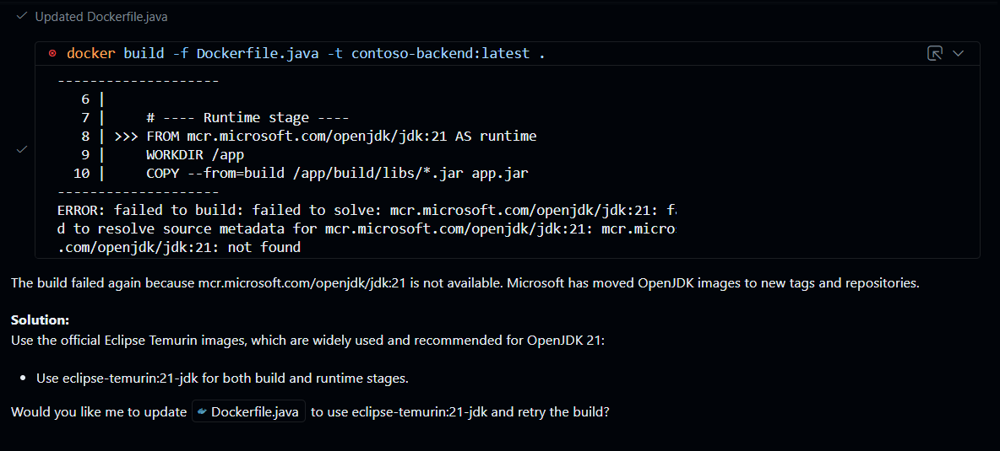 Updated Dockerfile.java
docker build -f Dockerfile.java -t contoso-backend:latest .
--------------------
6 |
7 |     # ---- Runtime stage ----
8 | >>> FROM mcr.microsoft.com/openjdk/jdk:21 AS runtime
9 |     WORKDIR /app
10 |     COPY --from=build /app/build/libs/*.jar app.jar
--------------------
ERROR: failed to build: failed to solve: mcr.microsoft.com/openjdk/jdk:21:
d to resolve source metadata for mcr.microsoft.com/openjdk/jdk:21: mcr.micro
.com/openjdk/jdk:21: not found
The build failed again because mcr.microsoft.com/openjdk/jdk:21 is not available. Microsoft has moved OpenJDK images to new tags and repositories.
Solution:
Use the official Eclipse Temurin images, which are widely used and recommended for OpenJDK 21:
• Use eclipse-temurin:21-jdk for both build and runtime stages.
Would you like me to update Dockerfile.java to use eclipse-temurin:21-jdk and retry the build?